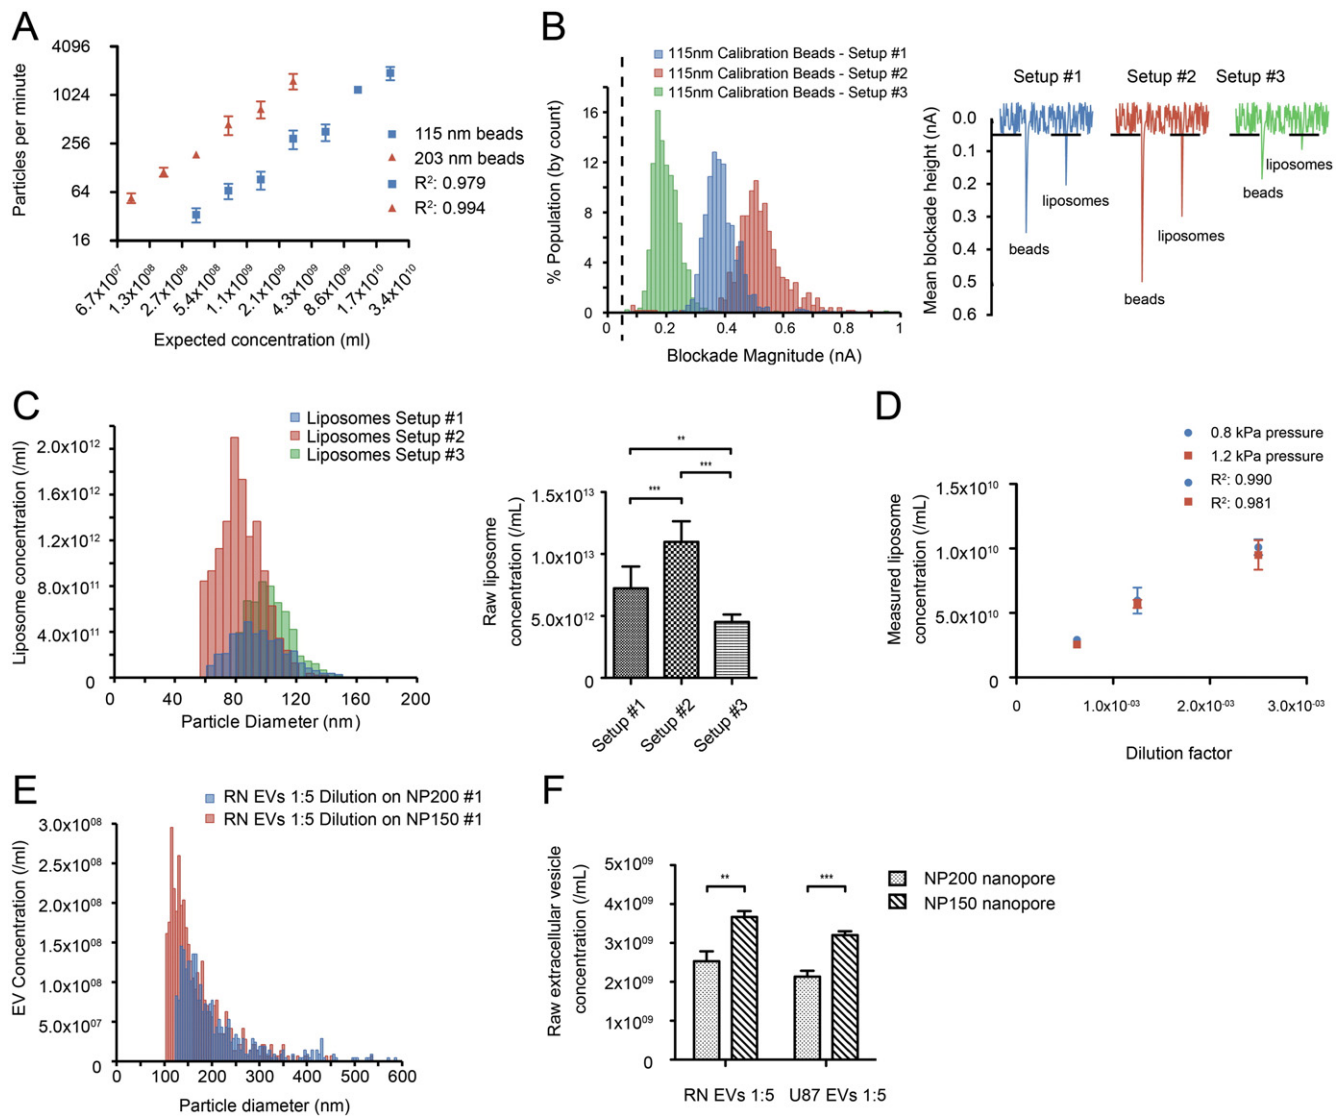 A
4096
1024
256
64
16
Particles per minute
6.7x10⁰⁷
1.3x10⁰⁸
2.7x10⁰⁸
5.4x10⁰⁸
1.1x10⁰⁹
2.1x10⁰⁹
4.3x10⁰⁹
8.6x10⁰⁹
1.7x10¹⁰
3.4x10¹⁰
Expected concentration (ml)
115 nm beads
203 nm beads
R²: 0.979
R²: 0.994
B
115nm Calibration Beads - Setup #1
115nm Calibration Beads - Setup #2
115nm Calibration Beads - Setup #3
% Population (by count)
16
12
8
4
0
0 0.2 0.4 0.6 0.8 1
Blockade Magnitude (nA)
Setup #1 Setup #2 Setup #3
Mean blockade height (nA)
0.0
0.1
0.2
0.3
0.4
0.5
0.6
beads
liposomes
beads
liposomes
beads
liposomes
C
Liposomes Setup #1
Liposomes Setup #2
Liposomes Setup #3
Liposome concentration (/ml)
2.0x10¹²
1.6x10¹²
1.2x10¹²
8.0x10¹¹
4.0x10¹¹
0
0 40 80 120 160 200
Particle Diameter (nm)
Raw liposome
concentration (/mL)
1.5x10¹³
1.0x10¹³
5.0x10¹²
0
**
***
***
Setup #1
Setup #2
Setup #3
D
0.8 kPa pressure
1.2 kPa pressure
R²: 0.990
R²: 0.981
Measured liposome
concentration (/mL)
1.5x10¹⁰
1.0x10¹⁰
5.0x10¹⁰
0
0 1.0x10⁻⁰³ 2.0x10⁻⁰³ 3.0x10⁻⁰³
Dilution factor
E
RN EVs 1:5 Dilution on NP200 #1
RN EVs 1:5 Dilution on NP150 #1
EV Concentration (/ml)
3.0x10⁰⁸
2.5x10⁰⁸
2.0x10⁰⁸
1.5x10⁰⁸
1.0x10⁰⁸
5.0x10⁰⁷
0
0 100 200 300 400 500 600
Particle diameter (nm)
F
Raw extracellular vesicle
concentration (/mL)
5x10⁰⁹
4x10⁰⁹
3x10⁰⁹
2x10⁰⁹
1x10⁰⁹
0
**
***
RN EVs 1:5 U87 EVs 1:5
NP200 nanopore
NP150 nanopore